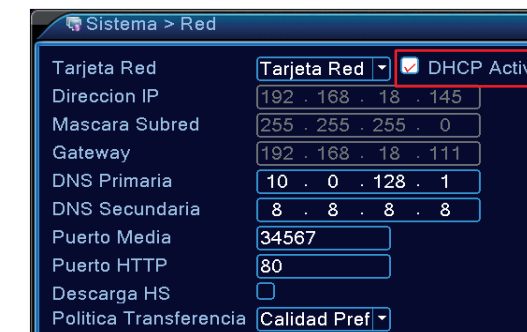 Sistema > Red
Tarjeta Red Tarjeta Red DHCP Activ
Direccion IP 192 . 168 . 18 . 145
Mascara Subred 255 . 255 . 255 . 0
Gateway 192 . 168 . 18 . 111
DNS Primaria 10 . 0 . 128 . 1
DNS Secundaria 8 . 8 . 8 . 8
Puerto Media 34567
Puerto HTTP 80
Descarga HS
Politica Transferencia Calidad Pref